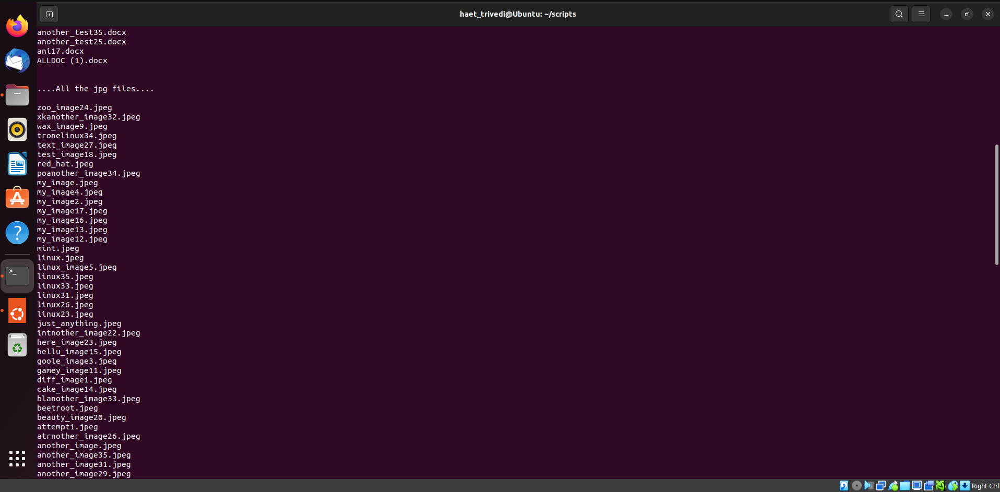 haet_trivedi@Ubuntu: ~/scripts
another_test35.docx
another_test25.docx
ani17.docx
ALLDOC (1).docx
....All the jpg files....
zoo_image24.jpeg
xkanother_image32.jpeg
wax_image9.jpeg
tronelinux34.jpeg
text_image27.jpeg
test_image18.jpeg
red_hat.jpeg
poanother_image34.jpeg
my_image.jpeg
my_image4.jpeg
my_image2.jpeg
my_image17.jpeg
my_image16.jpeg
my_image13.jpeg
my_image12.jpeg
mint.jpeg
linux.jpeg
linux_image5.jpeg
linux35.jpeg
linux33.jpeg
linux31.jpeg
linux26.jpeg
linux23.jpeg
just_anything.jpeg
intnother_image22.jpeg
here_image23.jpeg
hellu_image15.jpeg
goole_image3.jpeg
gamey_image11.jpeg
diff_image1.jpeg
cake_image14.jpeg
blanother_image33.jpeg
beetroot.jpeg
beauty_image20.jpeg
attempt1.jpeg
atrnother_image26.jpeg
another_image.jpeg
another_image35.jpeg
another_image31.jpeg
another_image29.jpeg
Right Ctrl